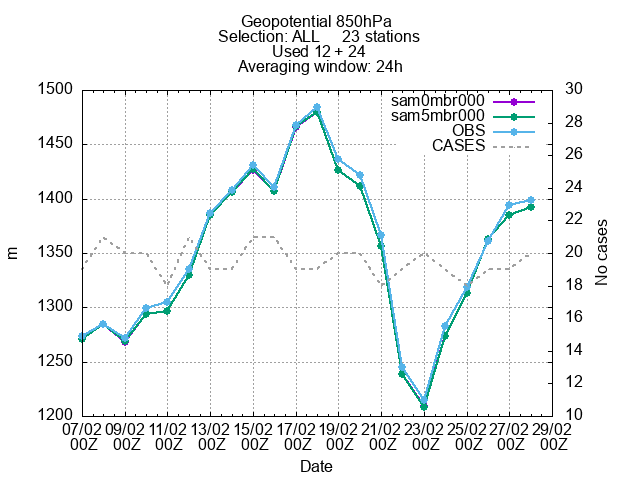 Geopotential 850hPa
Selection: ALL     23 stations
Used 12 + 24
Averaging window: 24h
sam0mbr000
sam5mbr000
OBS
CASES
1500
1450
1400
1350
1300
1250
1200
m
30
28
26
24
22
20
18
16
14
12
10
No cases
07/02 09/02 11/02 13/02 15/02 17/02 19/02 21/02 23/02 25/02 27/02 29/02
00Z 00Z 00Z 00Z 00Z 00Z 00Z 00Z 00Z 00Z 00Z 00Z
Date